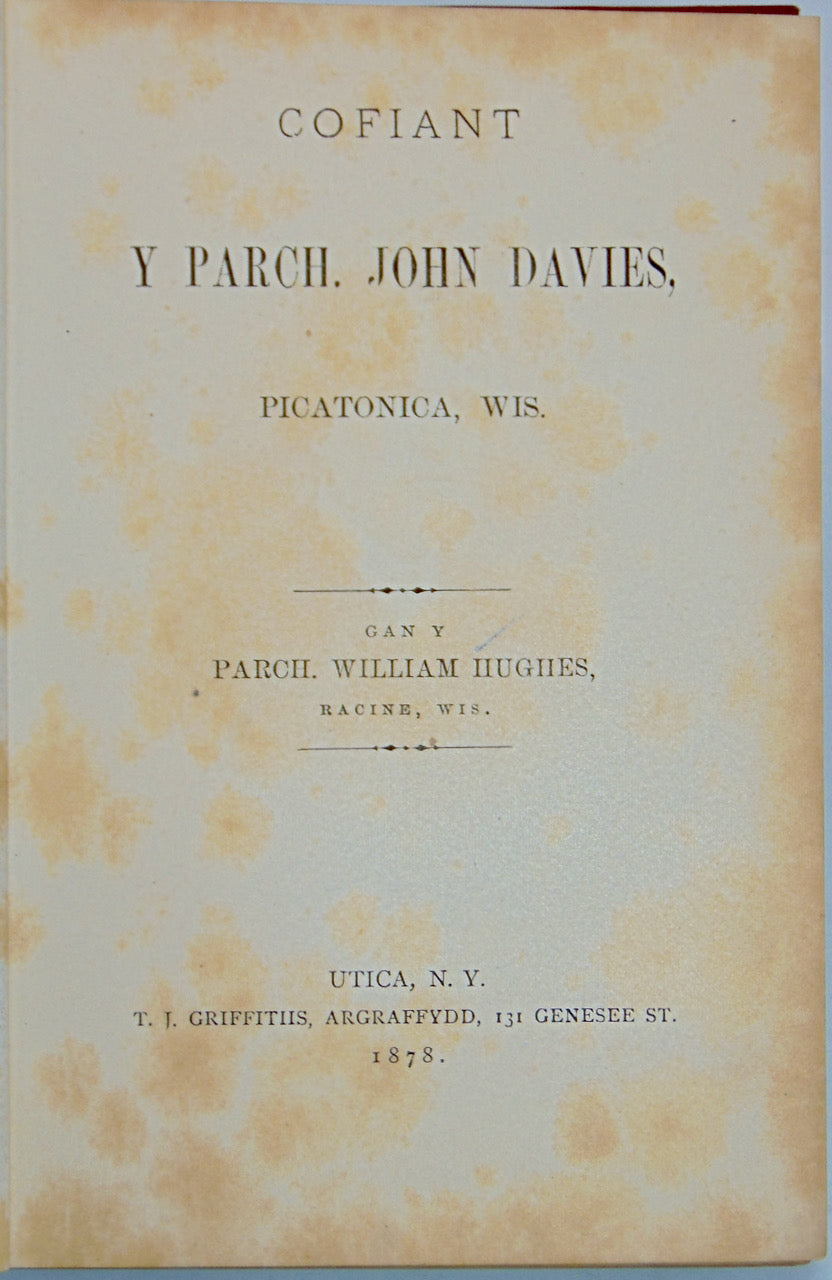 COFIANT
Y PARCH. JOHN DAVIES,
PICATONICA, WIS.
GAN Y
PARCH. WILLIAM HUGHES,
RACINE, WIS.
UTICA, N. Y.
T. J. GRIFFITHS, ARGRAFFYDD, 131 GENESEE ST.
1878.